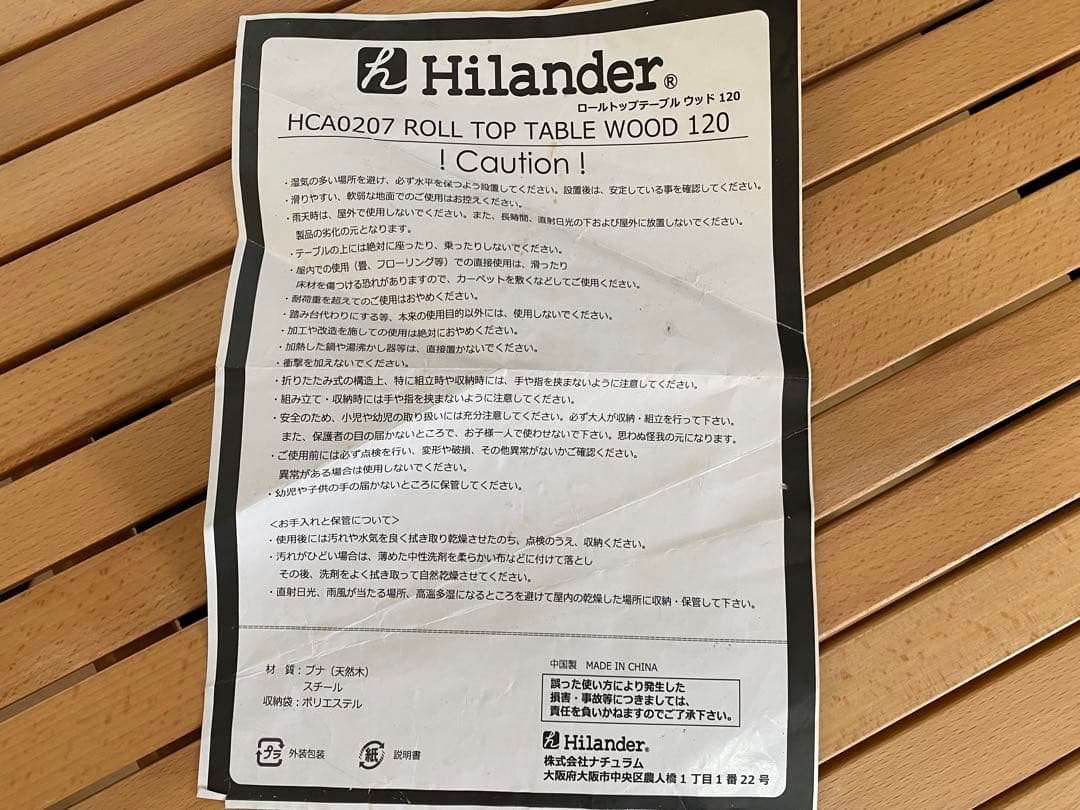 h Hilander®
ロールトップテーブル ウッド 120
HCA0207 ROLL TOP TABLE WOOD 120
! Caution !
・湿気の多い場所を避け、必ず水平を保つよう設置してください。設置後は、安定している事を確認してください。
・滑りやすい、軟弱な地面でのご使用はお控えください。
・雨天時は、屋外で使用しないでください。また、長時間、直射日光の下および屋外に放置しないでください。
製品の劣化の元となります。
・テーブルの上には絶対に座ったり、乗ったりしないでください。
・屋内での使用（畳、フローリング等）での直接使用は、滑ったり
床材を傷つける恐れがありますので、カーペットを敷くなどしてご使用ください。
・耐荷重を超えてのご使用はおやめください。
・踏み台代わりにする等、本来の使用目的以外には、使用しないでください。
・加工や改造を施しての使用は絶対におやめください。
・加熱した鍋や湯沸かし器等は、直接置かないでください。
・衝撃を加えないでください。
・折りたたみ式の構造上、特に組立時や収納時には、手や指を挟まないように注意してください。
・組み立て・収納時には手や指を挟まないように注意してください。
・安全のため、小児や幼児の取り扱いには充分注意してください。必ず大人が収納・組立を行って下さい。
また、保護者の目の届かないところで、お子様一人で使わせないで下さい。思わぬ怪我の元になります。
・ご使用前には必ず点検を行い、変形や破損、その他異常がないかご確認ください。
異常がある場合は使用しないでください。
・幼児や子供の手の届かないところに保管してください。
＜お手入れと保管について＞
・使用後には汚れや水気を良く拭き取り乾燥させたのち、点検のうえ、収納ください。
・汚れがひどい場合は、薄めた中性洗剤を柔らかい布などに付けて落とし
その後、洗剤をよく拭き取って自然乾燥させてください。
・直射日光、雨風が当たる場所、高温多湿になるところを避けて屋内の乾燥した場所に収納・保管して下さい。
材　質：ブナ（天然木）
スチール
収納袋：ポリエステル
プラ 外装包装
紙 説明書
中国製 MADE IN CHINA
誤った使い方により発生した
損害・事故等につきましては、
責任を負いかねますのでご了承下さい。
h Hilander®
株式会社ナチュラム
大阪府大阪市中央区農人橋1丁目1番22号